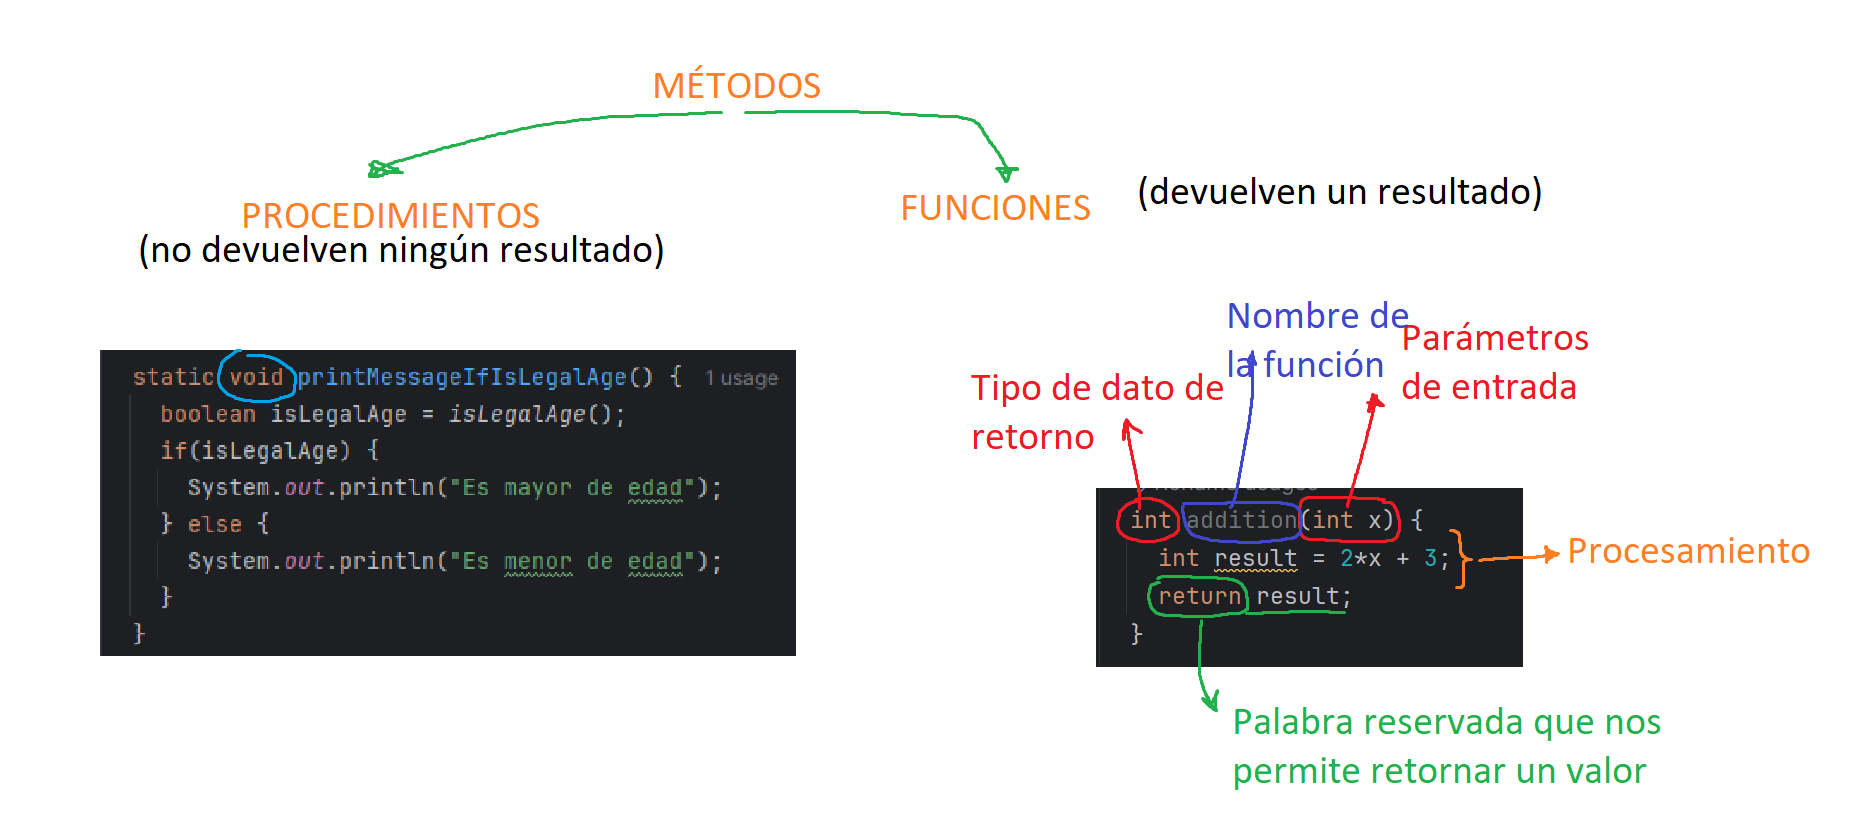 MÉTODOS
PROCEDIMIENTOS
(no devuelven ningún resultado)
FUNCIONES
(devuelven un resultado)
static void printMessageIfIsLegalAge() { 1 usage
boolean isLegalAge = isLegalAge();
if(isLegalAge) {
System.out.println("Es mayor de edad");
} else {
System.out.println("Es menor de edad");
}
}
Nombre de
la función
Parámetros
de entrada
Tipo de dato de
retorno
int addition(int x) {
int result = 2*x + 3;
return result;
}
Procesamiento
Palabra reservada que nos
permite retornar un valor